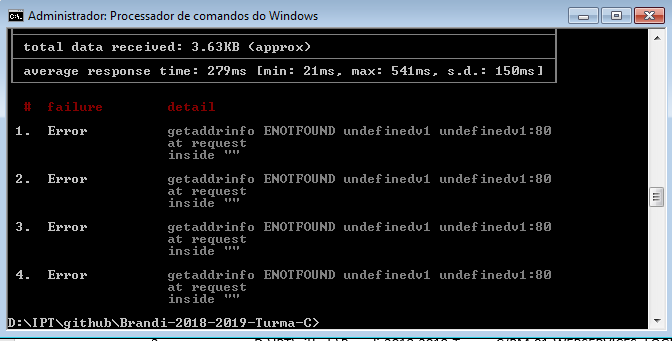 Administrador: Processador de comandos do Windows
total data received: 3.63KB (approx)
average response time: 279ms [min: 21ms, max: 541ms, s.d.: 150ms]
# failure detail
1. Error getaddrinfo ENOTFOUND undefinedv1 undefinedv1:80
at request
inside ""
2. Error getaddrinfo ENOTFOUND undefinedv1 undefinedv1:80
at request
inside ""
3. Error getaddrinfo ENOTFOUND undefinedv1 undefinedv1:80
at request
inside ""
4. Error getaddrinfo ENOTFOUND undefinedv1 undefinedv1:80
at request
inside ""
D:\IPT\github\Brandi-2018-2019-Turma-C>